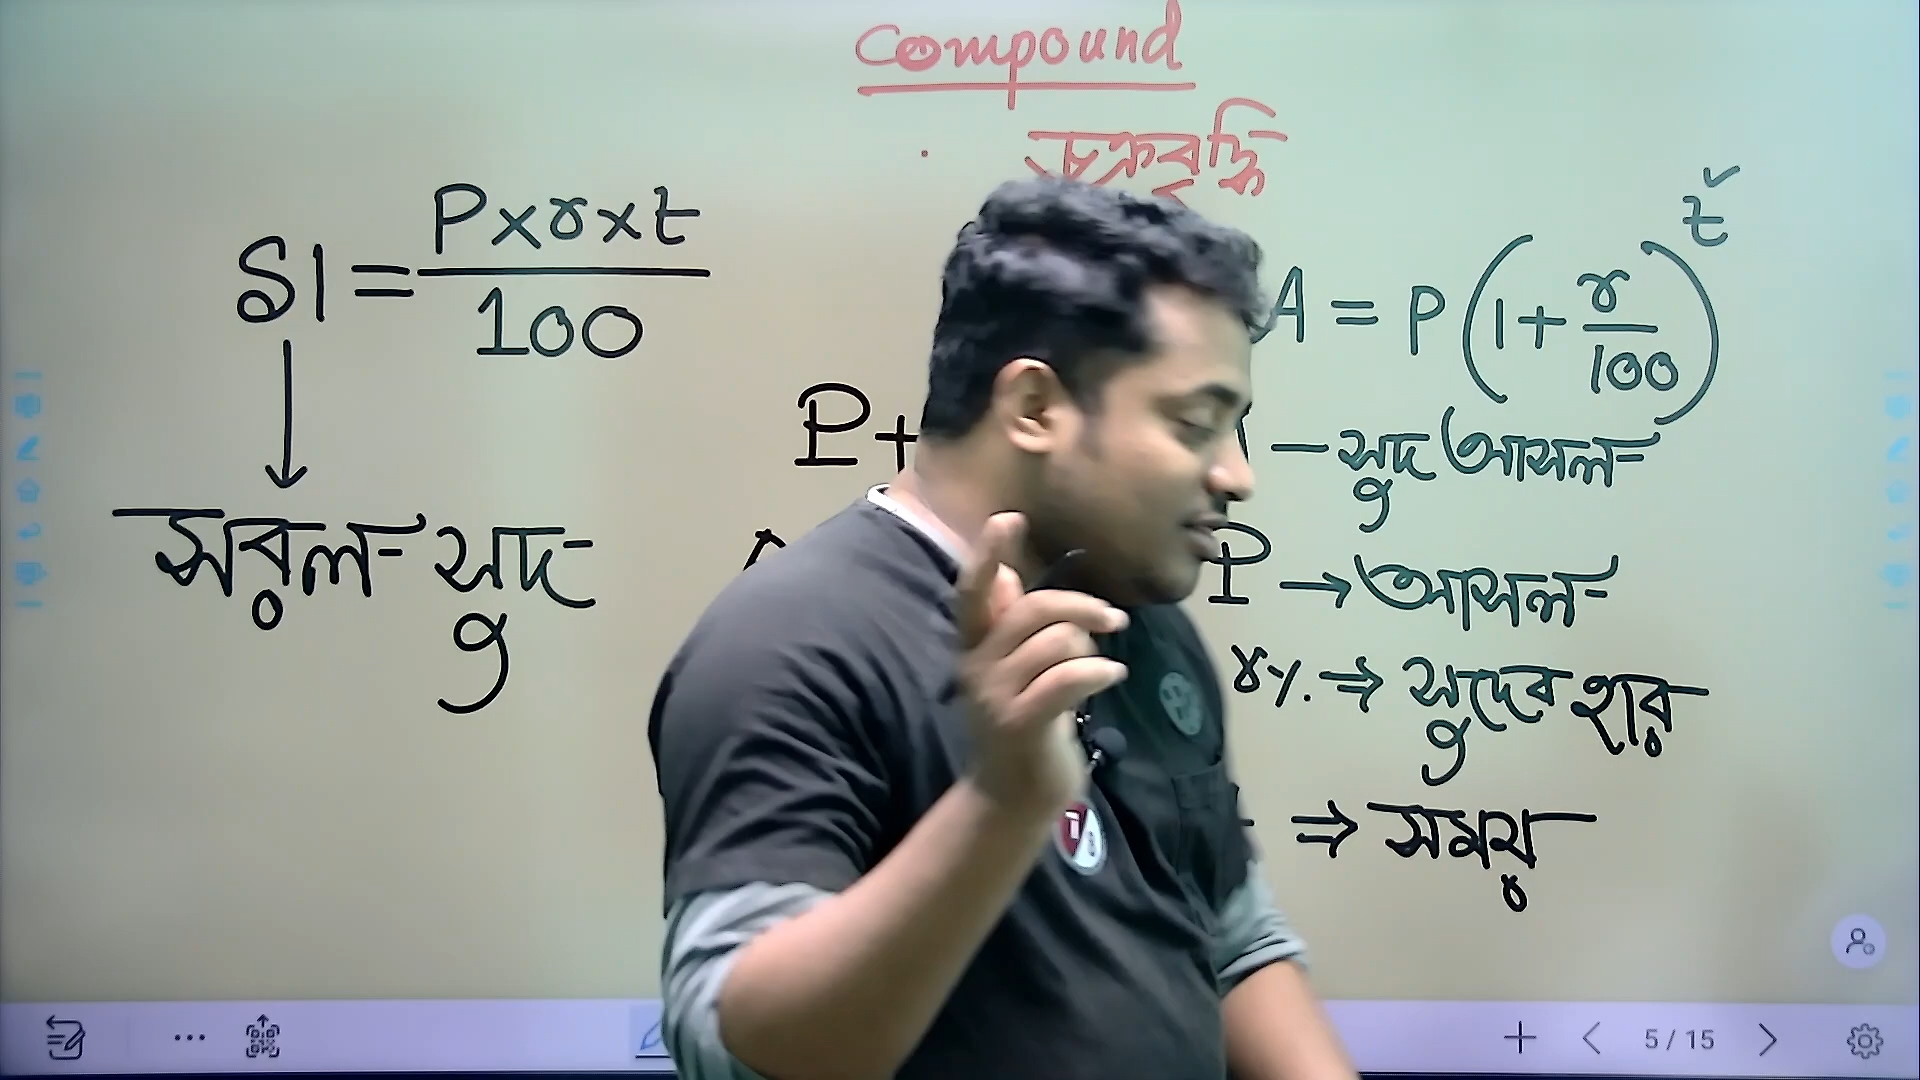 Compound
চক্রবৃদ্ধি
SI = P×r×t / 100
সরল সুদ
P+
A = P(1 + r/100)^t
– সুদ আসল
P → আসল
r% ⇒ সুদের হার
⇒ সময়
5 / 15